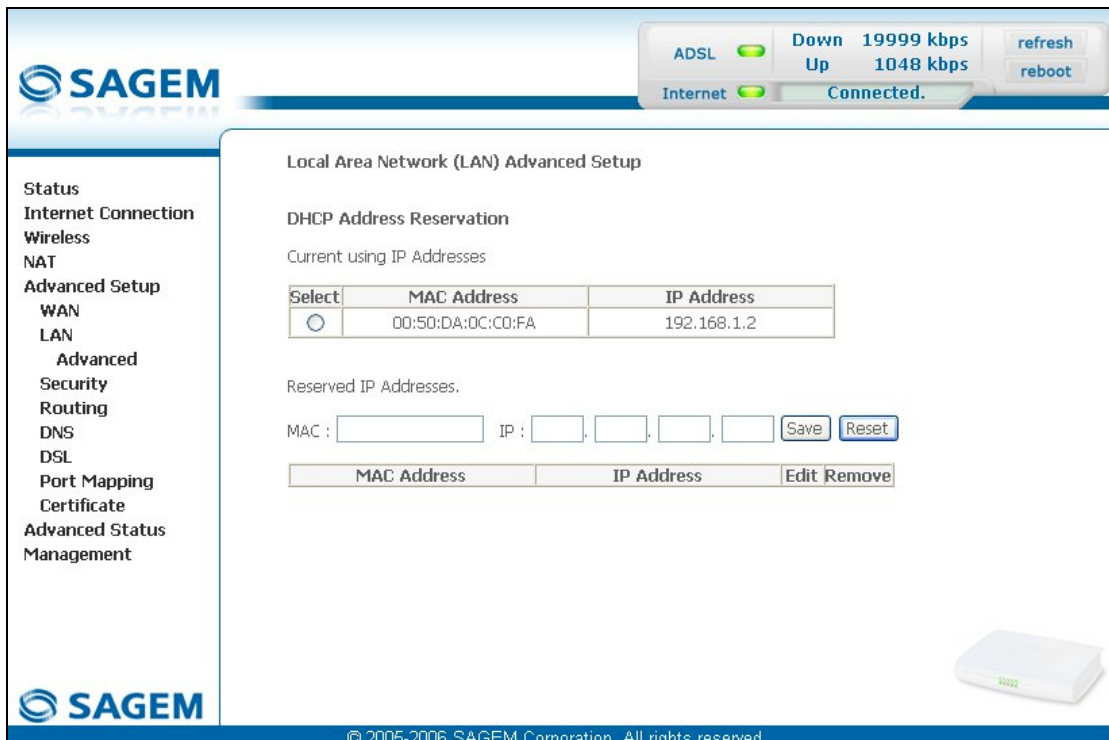 SAGEM
ADSL
Down 19999 kbps
Up 1048 kbps
Internet
Connected.
refresh
reboot
Status
Internet Connection
Wireless
NAT
Advanced Setup
WAN
LAN
Advanced
Security
Routing
DNS
DSL
Port Mapping
Certificate
Advanced Status
Management
SAGEM
Local Area Network (LAN) Advanced Setup
DHCP Address Reservation
Current using IP Addresses
Select MAC Address IP Address
00:50:DA:0C:C0:FA 192.168.1.2
Reserved IP Addresses.
MAC : IP : . . . Save Reset
MAC Address IP Address Edit Remove
© 2005-2006 SAGEM Corporation. All rights reserved.